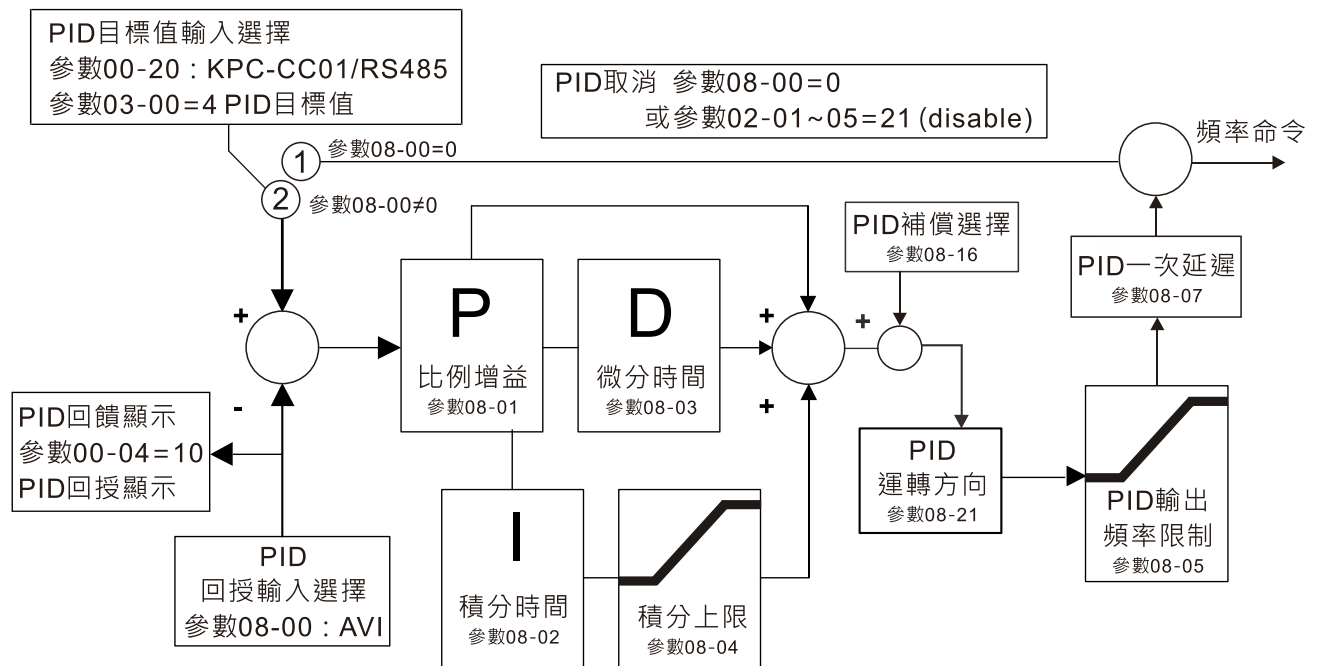 PID目標值輸入選擇
參數00-20：KPC-CC01/RS485
參數03-00=4 PID目標值
PID取消 參數08-00=0
或參數02-01~05=21 (disable)
1
參數08-00=0
頻率命令
2
參數08-00≠0
PID補償選擇
參數08-16
PID一次延遲
參數08-07
+
P
比例增益
參數08-01
D
微分時間
參數08-03
+
+
+
-
PID回饋顯示
參數00-04=10
PID回授顯示
PID
運轉方向
參數08-21
PID輸出
頻率限制
參數08-05
PID
回授輸入選擇
參數08-00：AVI
I
積分時間
參數08-02
積分上限
參數08-04